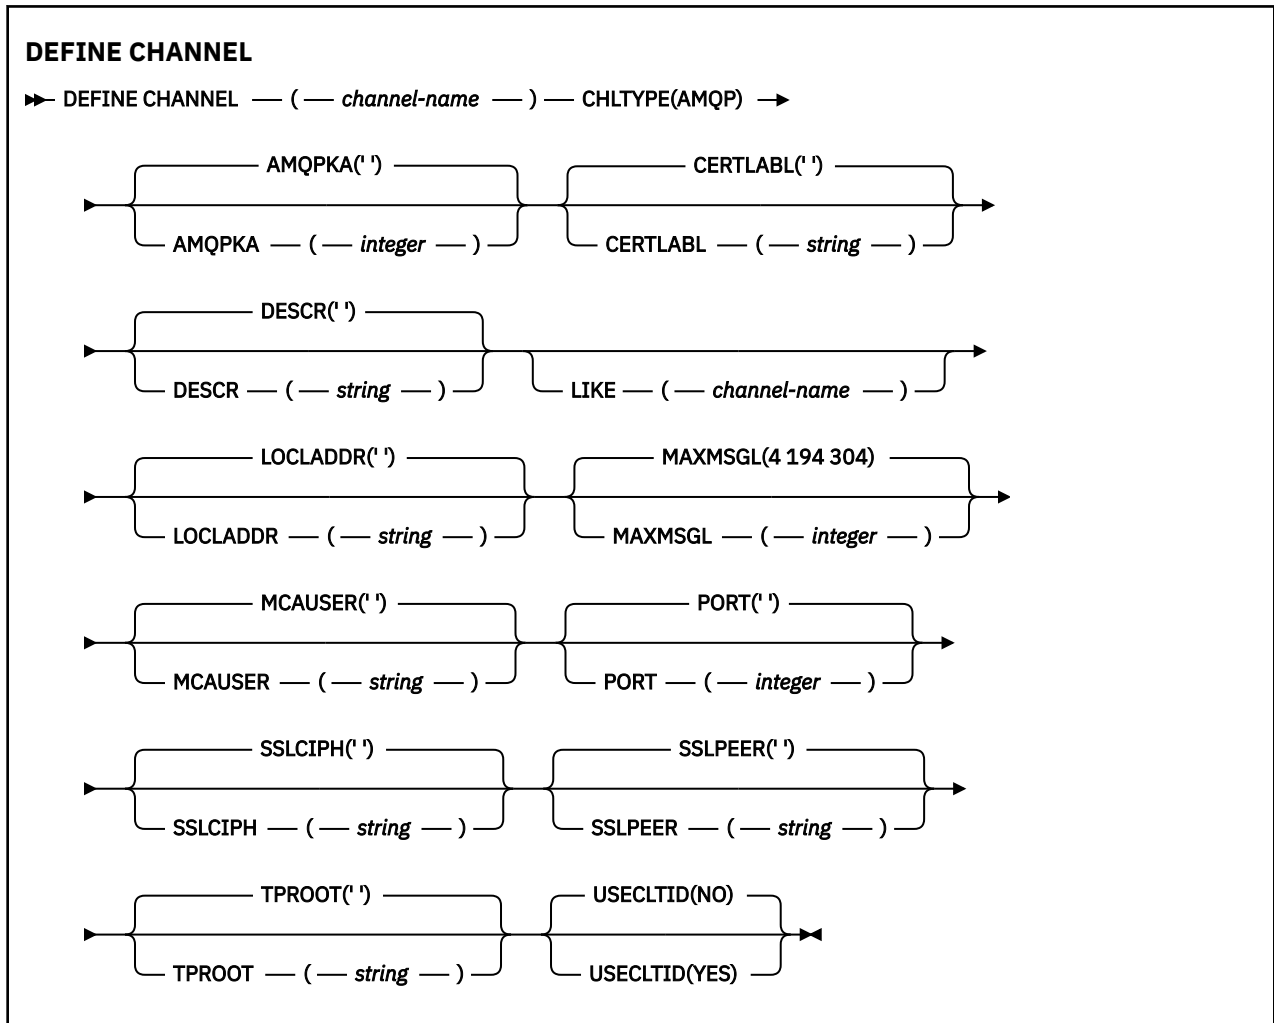 DEFINE CHANNEL
DEFINE CHANNEL ( channel-name ) CHLTYPE(AMQP)
AMQPKA(' ') CERTLABL(' ')
AMQPKA ( integer ) CERTLABL ( string )
DESCR(' ')
DESCR ( string ) LIKE ( channel-name )
LOCLADDR(' ') MAXMSGL(4 194 304)
LOCLADDR ( string ) MAXMSGL ( integer )
MCAUSER(' ') PORT(' ')
MCAUSER ( string ) PORT ( integer )
SSLCIPH(' ') SSLPEER(' ')
SSLCIPH ( string ) SSLPEER ( string )
TPROOT(' ') USECLTID(NO)
TPROOT ( string ) USECLTID(YES)